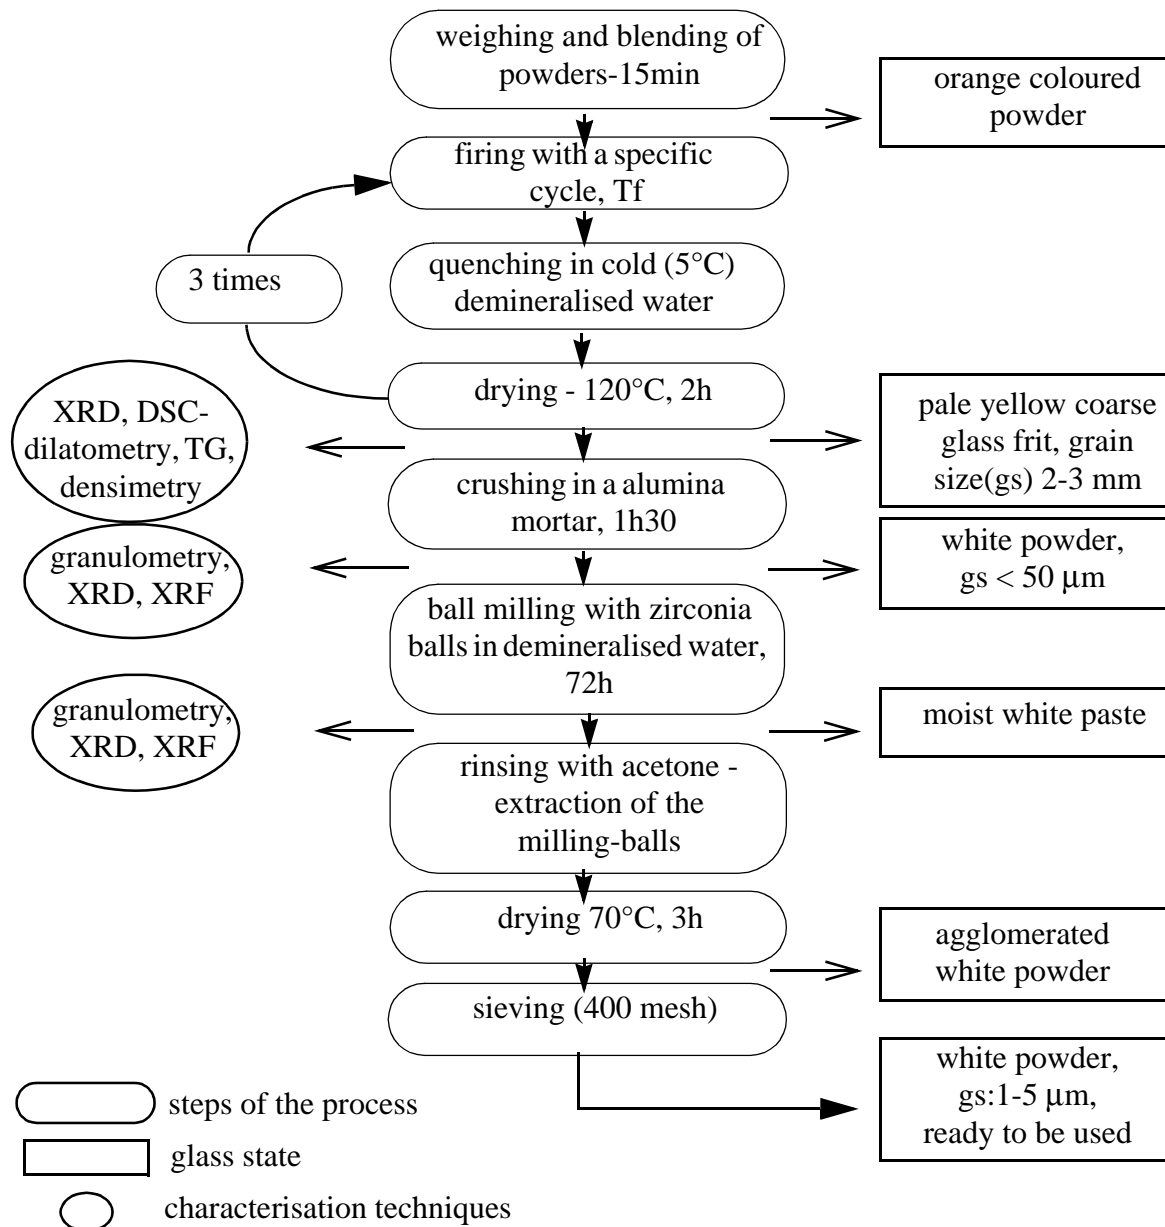 weighing and blending of
powders-15min
orange coloured
powder
firing with a specific
cycle, Tf
quenching in cold (5°C)
demineralised water
3 times
drying - 120°C, 2h
XRD, DSC-
dilatometry, TG,
densimetry
pale yellow coarse
glass frit, grain
size(gs) 2-3 mm
crushing in a alumina
mortar, 1h30
granulometry,
XRD, XRF
white powder,
gs < 50 μm
ball milling with zirconia
balls in demineralised water,
72h
granulometry,
XRD, XRF
moist white paste
rinsing with acetone -
extraction of the
milling-balls
drying 70°C, 3h
agglomerated
white powder
sieving (400 mesh)
white powder,
gs:1-5 μm,
ready to be used
steps of the process
glass state
characterisation techniques